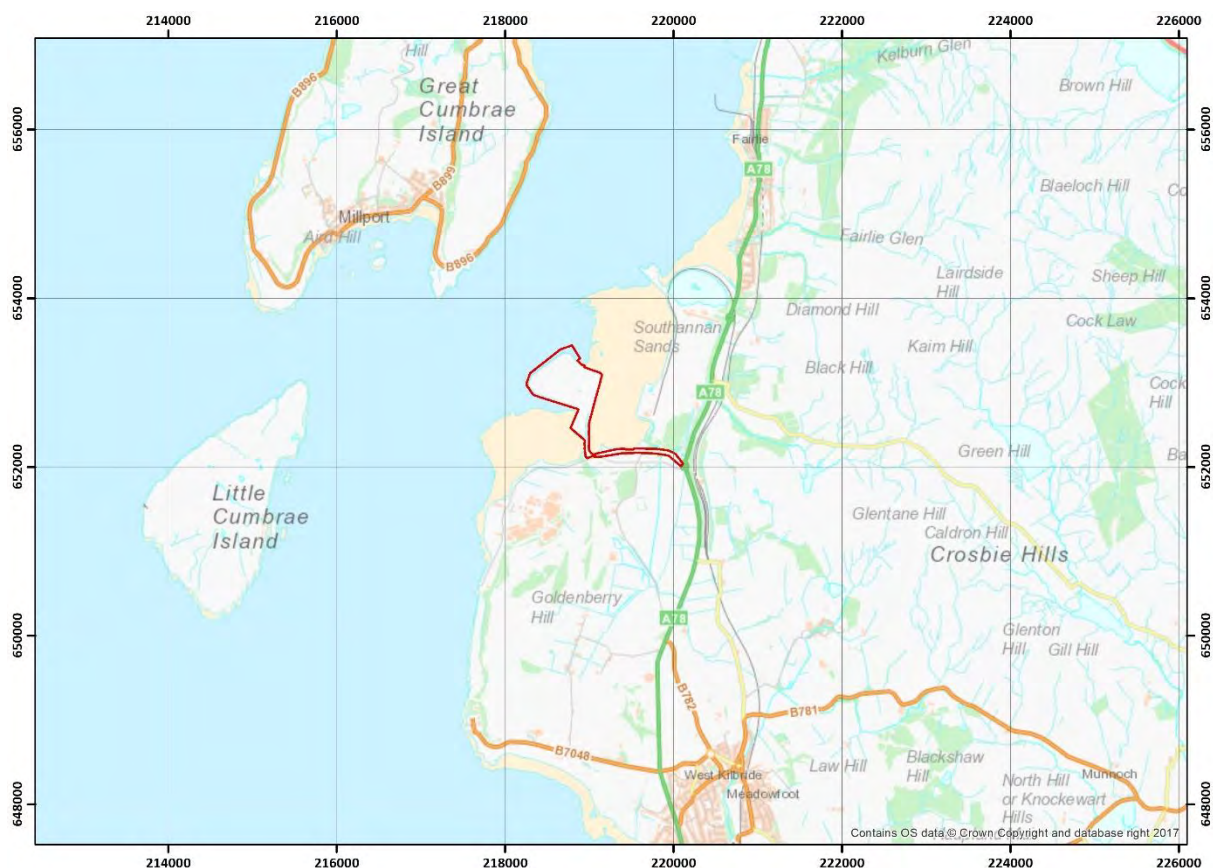 214000 216000 218000 220000 222000 224000 226000
656000
654000
652000
650000
648000
656000
654000
652000
650000
648000
B896
Hill
Great
Cumbrae
Island
B899
Millport
Aird Hill
B896
Kelburn Glen
Brown Hill
Fairlie
A78
Blaeloch Hill
Fairlie Glen
Lairdside
Hill
Sheep Hill
Diamond Hill
Cock Law
Southannan
Sands
Kaim Hill
Black Hill
A78
Hill
Green Hill
Little
Cumbrae
Island
Glentane Hill
Caldron Hill
Crosbie Hills
Goldenberry
Hill
A78
Glenton
Hill
Gill Hill
B782
B781
B7048
West Kilbride
Meadowfoot
Law Hill
Blackshaw
Hill
Munnoch
North Hill
or Knockewart
Hills
Contains OS data © Crown Copyright and database right 2017
214000 216000 218000 220000 222000 224000 226000